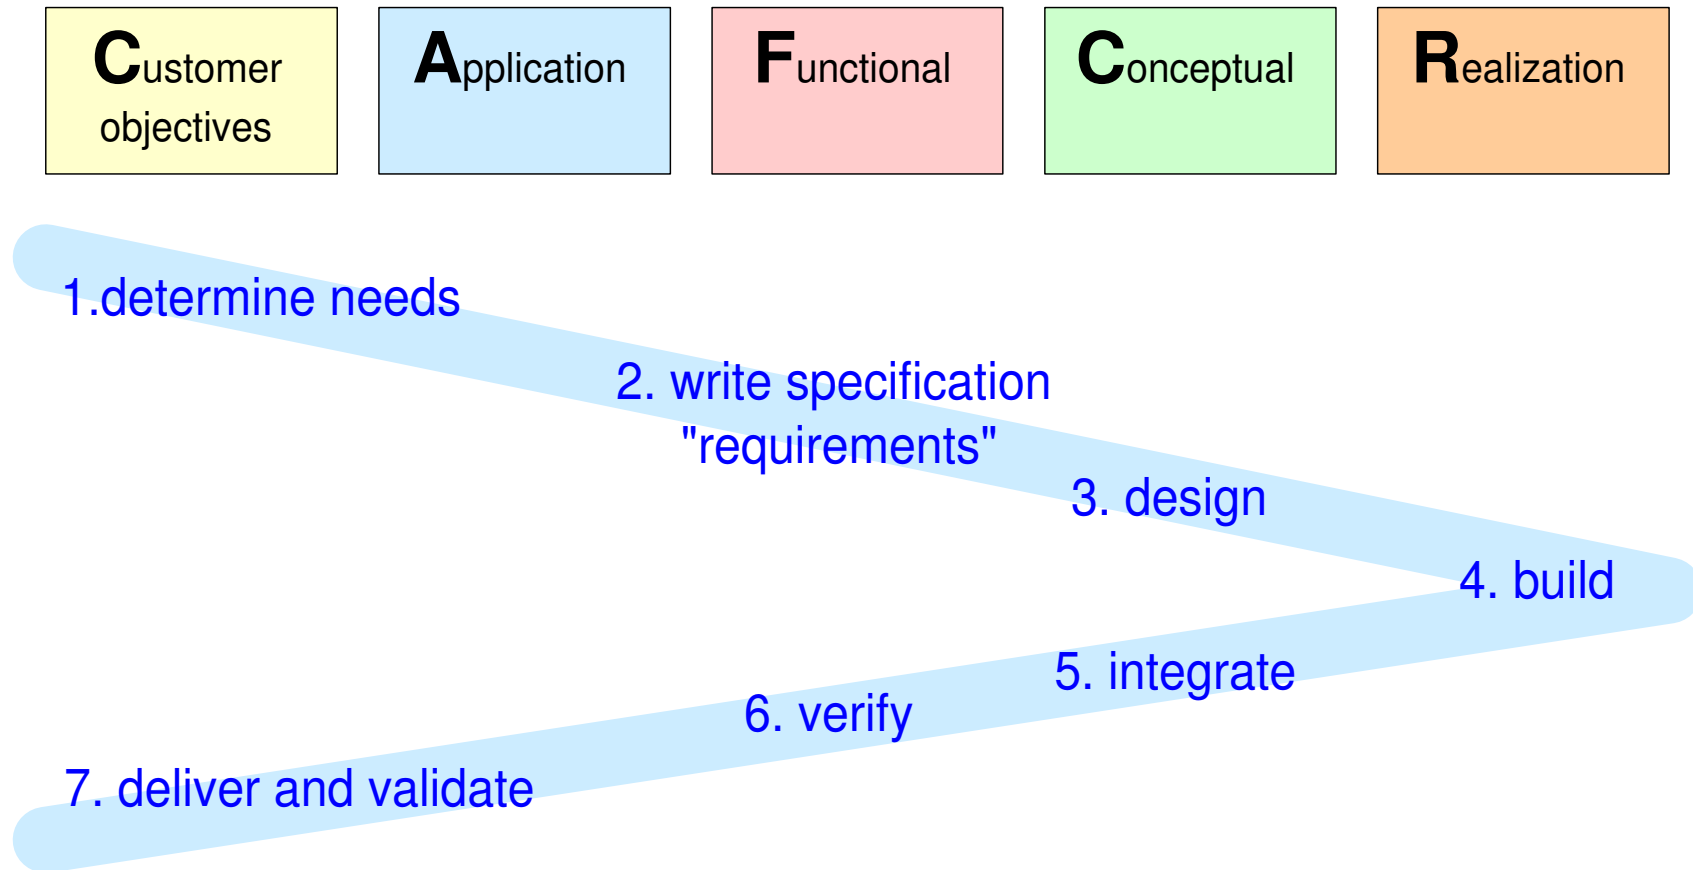 Customer
objectives
Application
Functional
Conceptual
Realization
1.determine needs
2. write specification
"requirements"
3. design
4. build
5. integrate
6. verify
7. deliver and validate